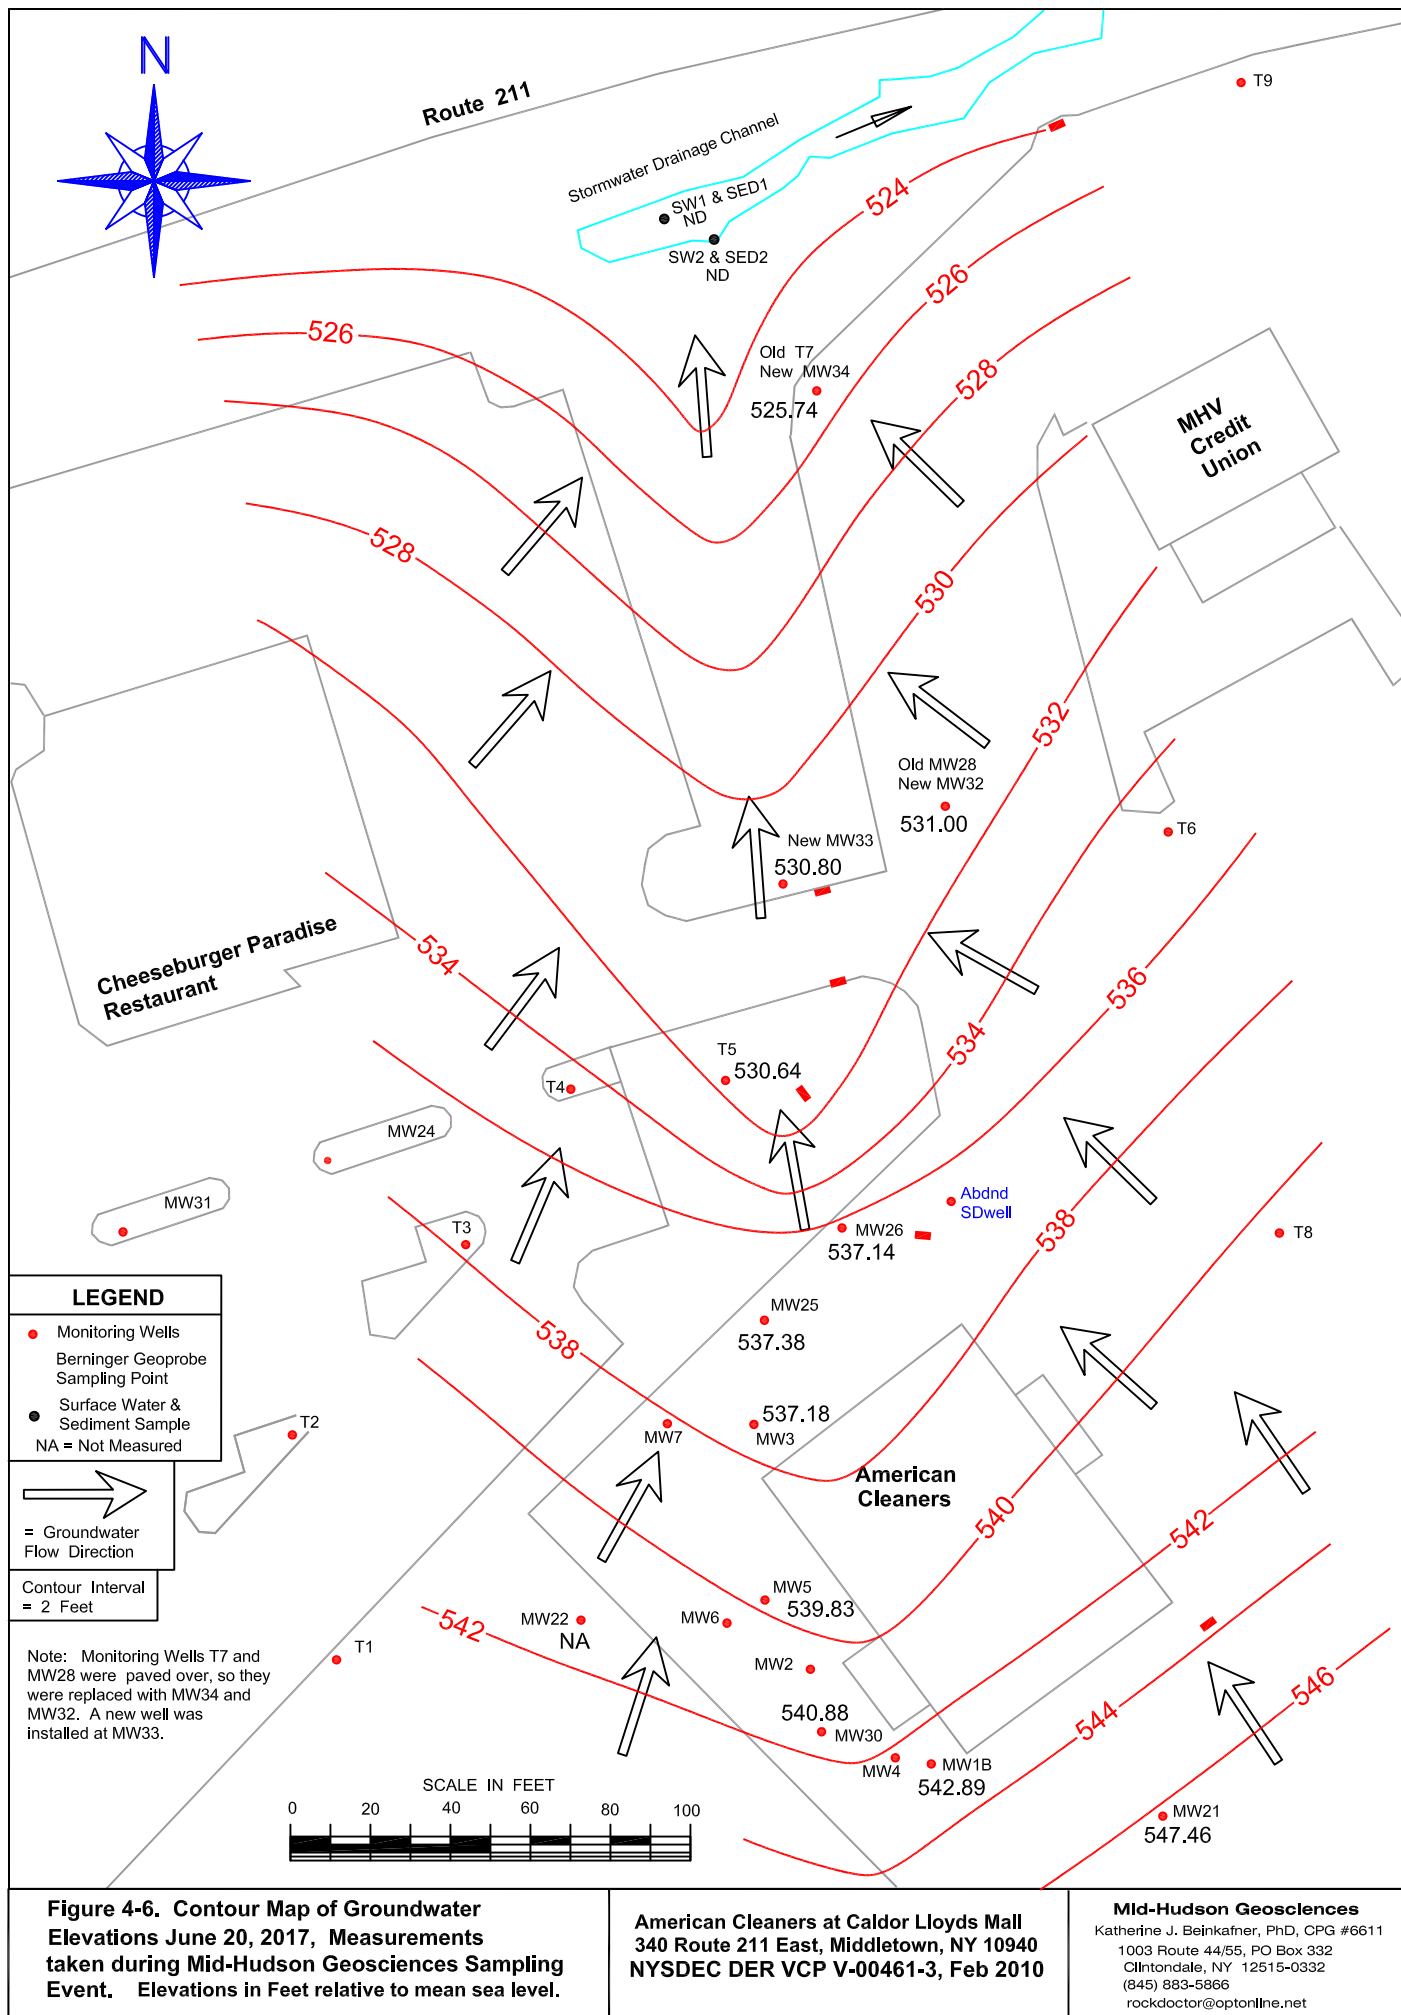 N
Route 211
Stormwater Drainage Channel
T9
SW1 & SED1
ND
SW2 & SED2
ND
524
526
526
528
Old T7
New MW34
525.74
MHV
Credit
Union
528
530
532
Old MW28
New MW32
531.00
T6
New MW33
530.80
Cheeseburger Paradise
Restaurant
534
536
534
T5
530.64
T4
MW24
MW31
T3
Abdnd
SDwell
MW26
537.14
538
T8
LEGEND
Monitoring Wells
Berninger Geoprobe
Sampling Point
Surface Water &
Sediment Sample
NA = Not Measured
= Groundwater
Flow Direction
Contour Interval
= 2 Feet
MW25
537.38
538
T2
537.18
MW7
MW3
American
Cleaners
540
542
MW5
539.83
MW22
NA
MW6
542
T1
MW2
540.88
MW30
MW4
MW1B
542.89
544
546
MW21
547.46
Note: Monitoring Wells T7 and
MW28 were paved over, so they
were replaced with MW34 and
MW32. A new well was
installed at MW33.
SCALE IN FEET
0 20 40 60 80 100
Figure 4-6. Contour Map of Groundwater
Elevations June 20, 2017, Measurements
taken during Mid-Hudson Geosciences Sampling
Event. Elevations in Feet relative to mean sea level.
American Cleaners at Caldor Lloyds Mall
340 Route 211 East, Middletown, NY 10940
NYSDEC DER VCP V-00461-3, Feb 2010
Mid-Hudson Geosciences
Katherine J. Beinkafner, PhD, CPG #6611
1003 Route 44/55, PO Box 332
Clintondale, NY 12515-0332
(845) 883-5866
rockdoctor@optonline.net